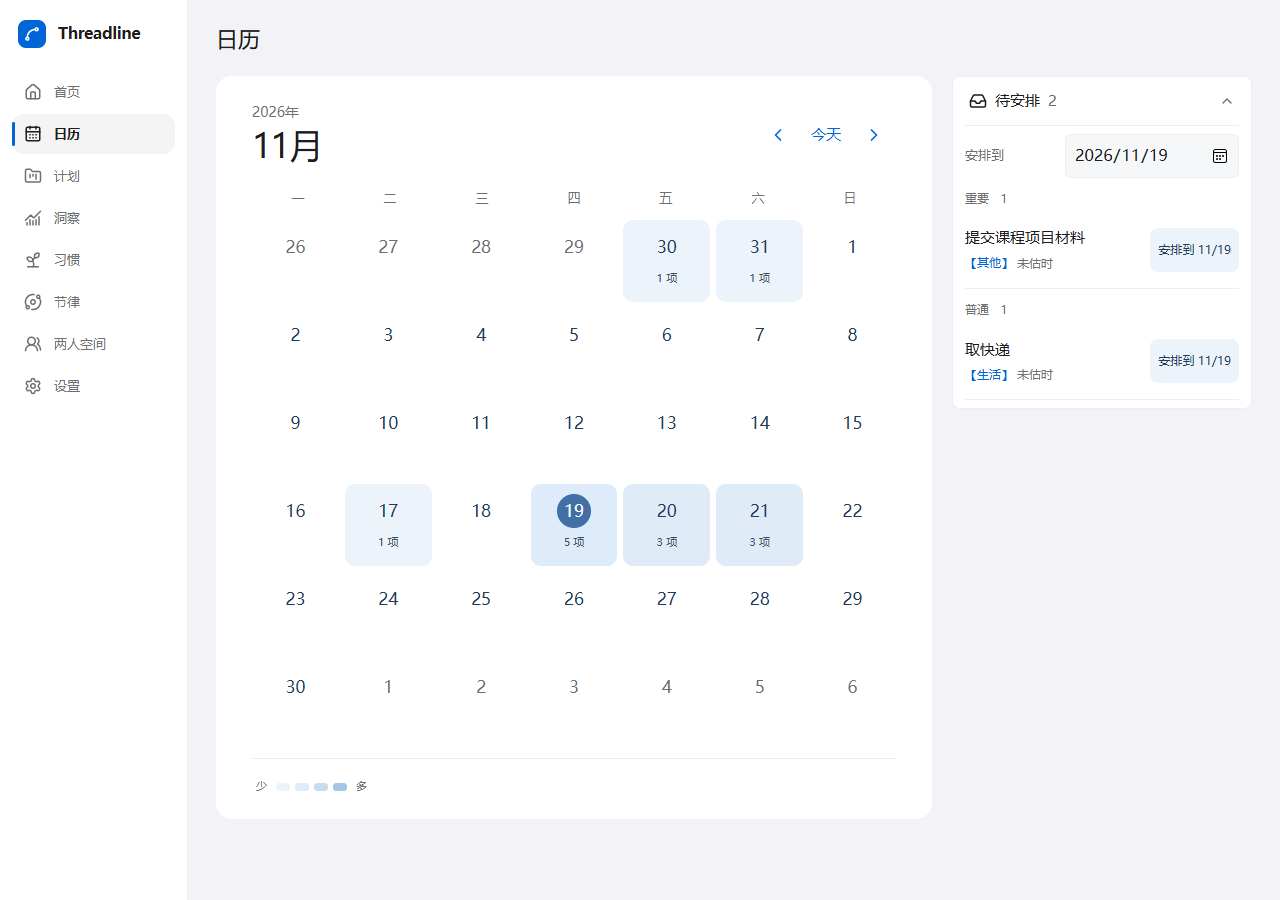 Threadline
首页
日历
计划
洞察
习惯
节律
两人空间
设置
日历
2026年
11月
今天
一 二 三 四 五 六 日
26 27 28 29 30 31 1
1 项 1 项
2 3 4 5 6 7 8
9 10 11 12 13 14 15
16 17 18 19 20 21 22
1 项 5 项 3 项 3 项
23 24 25 26 27 28 29
30 1 2 3 4 5 6
少 多
待安排 2
安排到 2026/11/19
重要 1
提交课程项目材料
【其他】 未估时
安排到 11/19
普通 1
取快递
【生活】 未估时
安排到 11/19